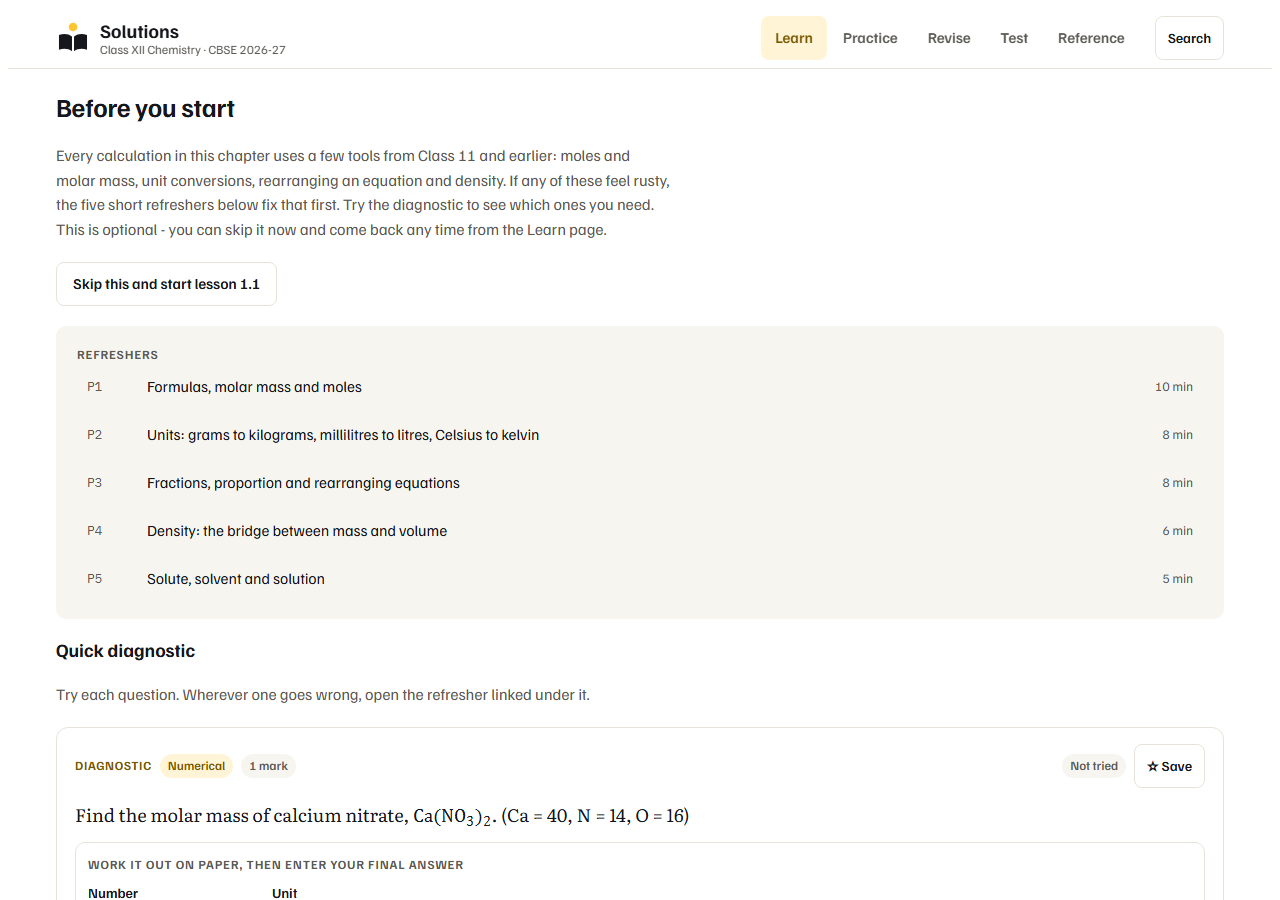 Solutions
Class XII Chemistry · CBSE 2026-27
Learn
Practice
Revise
Test
Reference
Search
Before you start
Every calculation in this chapter uses a few tools from Class 11 and earlier: moles and
molar mass, unit conversions, rearranging an equation and density. If any of these feel rusty,
the five short refreshers below fix that first. Try the diagnostic to see which ones you need.
This is optional - you can skip it now and come back any time from the Learn page.
Skip this and start lesson 1.1
REFRESHERS
P1 Formulas, molar mass and moles 10 min
P2 Units: grams to kilograms, millilitres to litres, Celsius to kelvin 8 min
P3 Fractions, proportion and rearranging equations 8 min
P4 Density: the bridge between mass and volume 6 min
P5 Solute, solvent and solution 5 min
Quick diagnostic
Try each question. Wherever one goes wrong, open the refresher linked under it.
DIAGNOSTIC Numerical 1 mark Not tried ☆ Save
Find the molar mass of calcium nitrate, Ca(NO₃)₂. (Ca = 40, N = 14, O = 16)
WORK IT OUT ON PAPER, THEN ENTER YOUR FINAL ANSWER
Number Unit